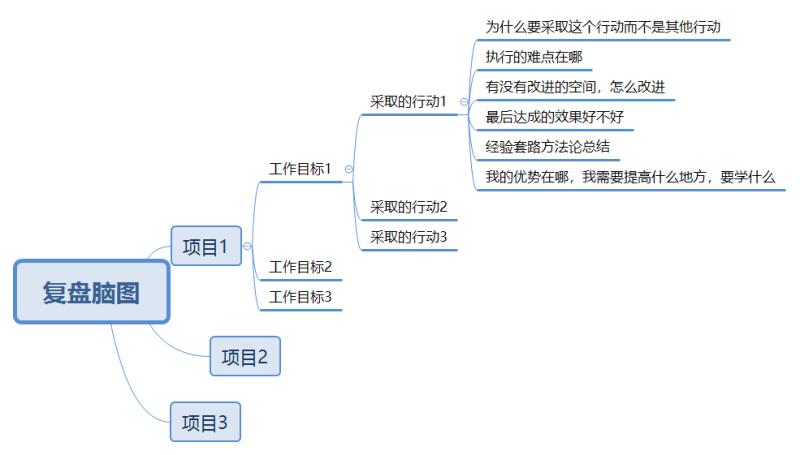 复盘脑图
项目1
工作目标1
采取的行动1
为什么要采取这个行动而不是其他行动
执行的难点在哪
有没有改进的空间，怎么改进
最后达成的效果好不好
经验套路方法论总结
我的优势在哪，我需要提高什么地方，要学什么
采取的行动2
采取的行动3
工作目标2
工作目标3
项目2
项目3